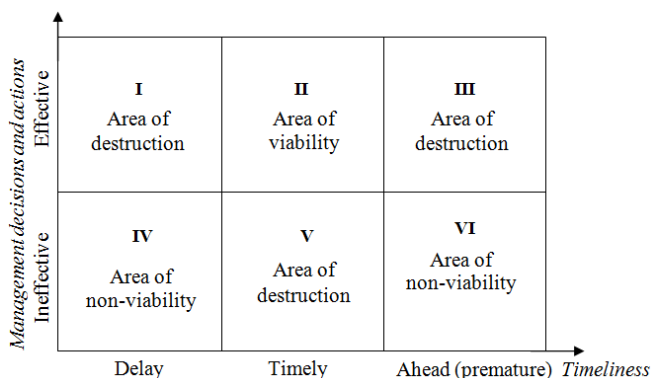 Management decisions and actions
Effective
Ineffective
I
Area of
destruction
II
Area of
viability
III
Area of
destruction
IV
Area of
non-viability
V
Area of
destruction
VI
Area of
non-viability
Delay
Timely
Ahead (premature)
Timeliness